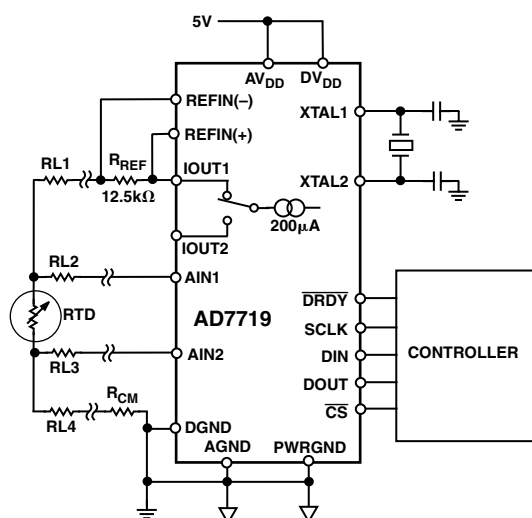 5V
AVDD
DVDD
REFIN(–)
XTAL1
REFIN(+)
RL1
RREF
IOUT1
12.5kΩ
XTAL2
200μA
IOUT2
RL2
AIN1
DRDY
RTD
AD7719
SCLK
CONTROLLER
DIN
RL3
AIN2
DOUT
RCM
CS
RL4
DGND
AGND
PWRGND